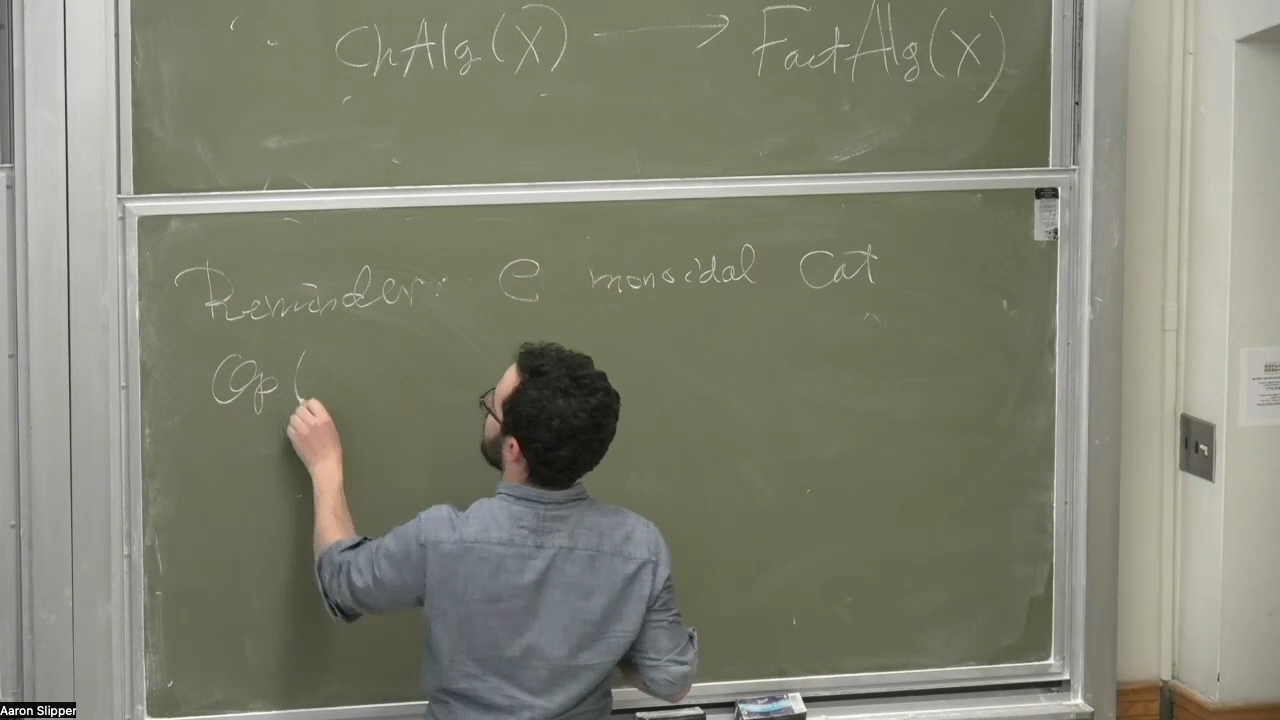 ChAlg(X) → FactAlg(X)
Reminder: C monoidal Cat
Op(
Aaron Slipper